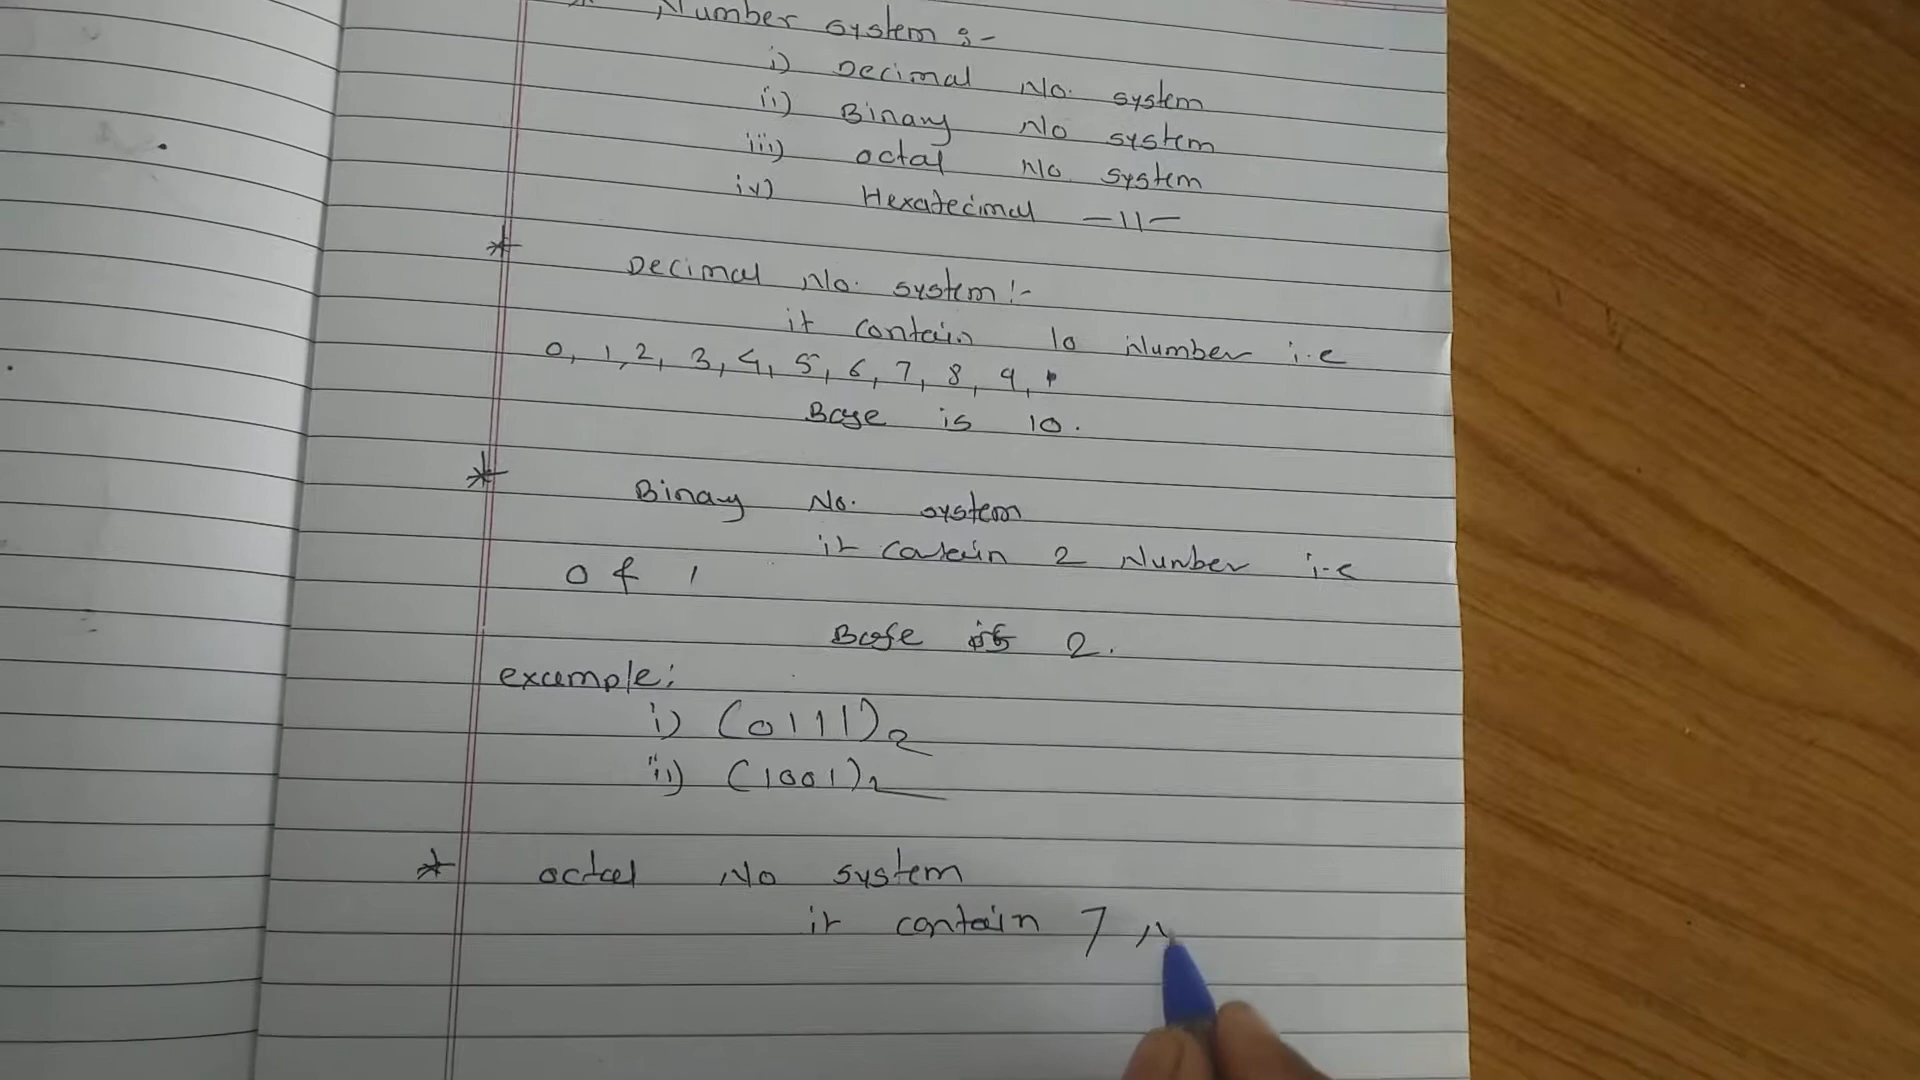 * Number system :-
i) Decimal No. system
ii) Binary No system
iii) octal No. system
iv) Hexadecimal —11—
* Decimal No. system :-
it contain 10 Number i.e
0, 1, 2, 3, 4, 5, 6, 7, 8, 9,
Base is 10.
* Binary No. system
it contain 2 Number i.e
0 & 1
Base is 2.
example:
i) (0111)2
ii) (1001)2
* octal No system
it contain 7 N